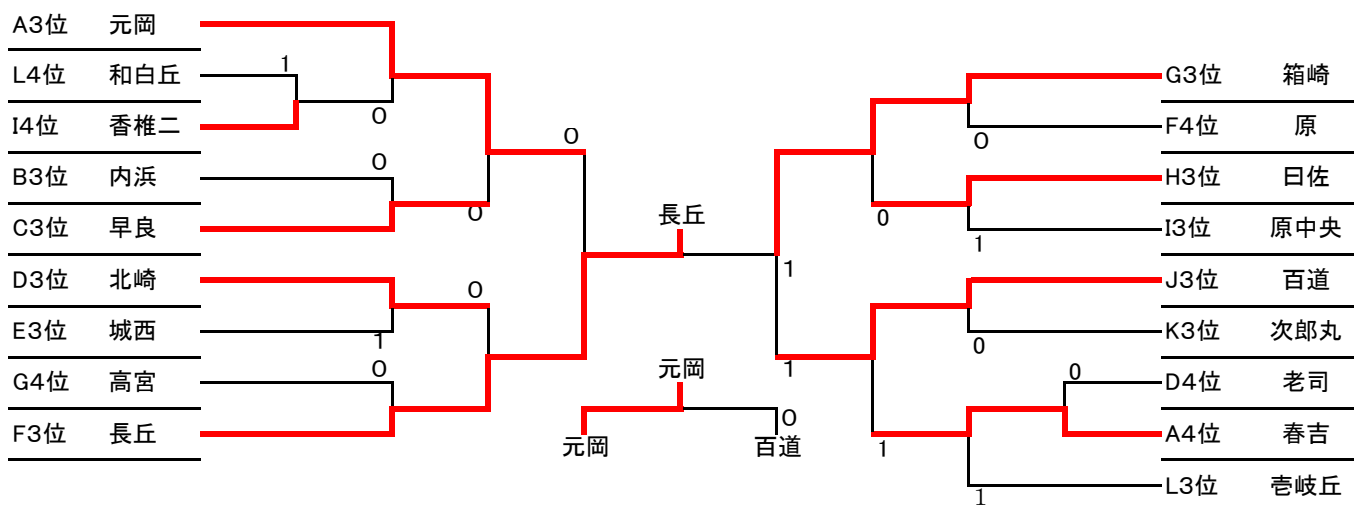 A3位 元岡
L4位 和白丘
1
I4位 香椎二
0
B3位 内浜
0
C3位 早良
0
0
D3位 北崎
0
E3位 城西
1
G4位 高宮
0
F3位 長丘
長丘
元岡
元岡
百道
0
G3位 箱崎
F4位 原
0
H3位 曰佐
0
I3位 原中央
1
1
J3位 百道
K3位 次郎丸
0
1
D4位 老司
0
A4位 春吉
1
L3位 壱岐丘
1